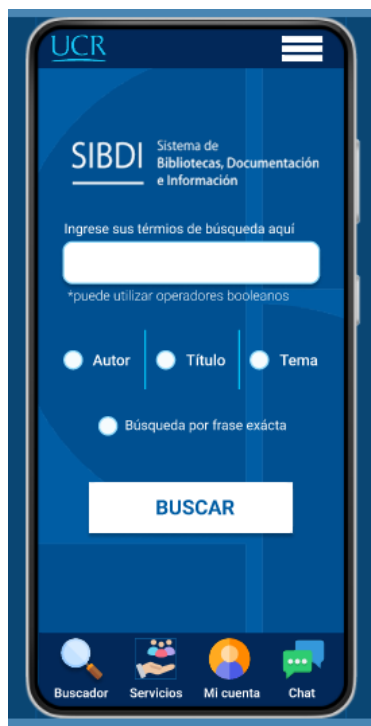 UCR
SIBDI
Sistema de
Bibliotecas, Documentación
e Información
Ingrese sus térmios de búsqueda aquí
*puede utilizar operadores booleanos
Autor Título Tema
Búsqueda por frase exácta
BUSCAR
Buscador Servicios Mi cuenta Chat